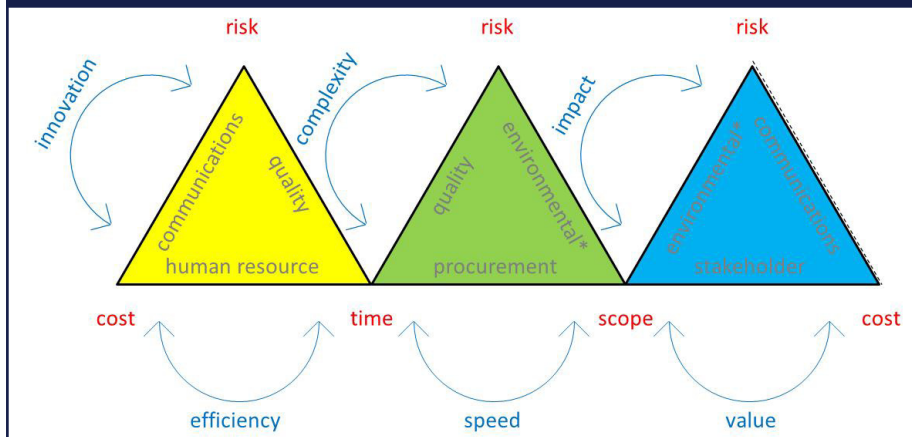 risk
risk
risk
innovation
complexity
impact
communications
quality
quality
environmental*
environmental*
communications
human resource
procurement
stakeholder
cost
time
scope
cost
efficiency
speed
value